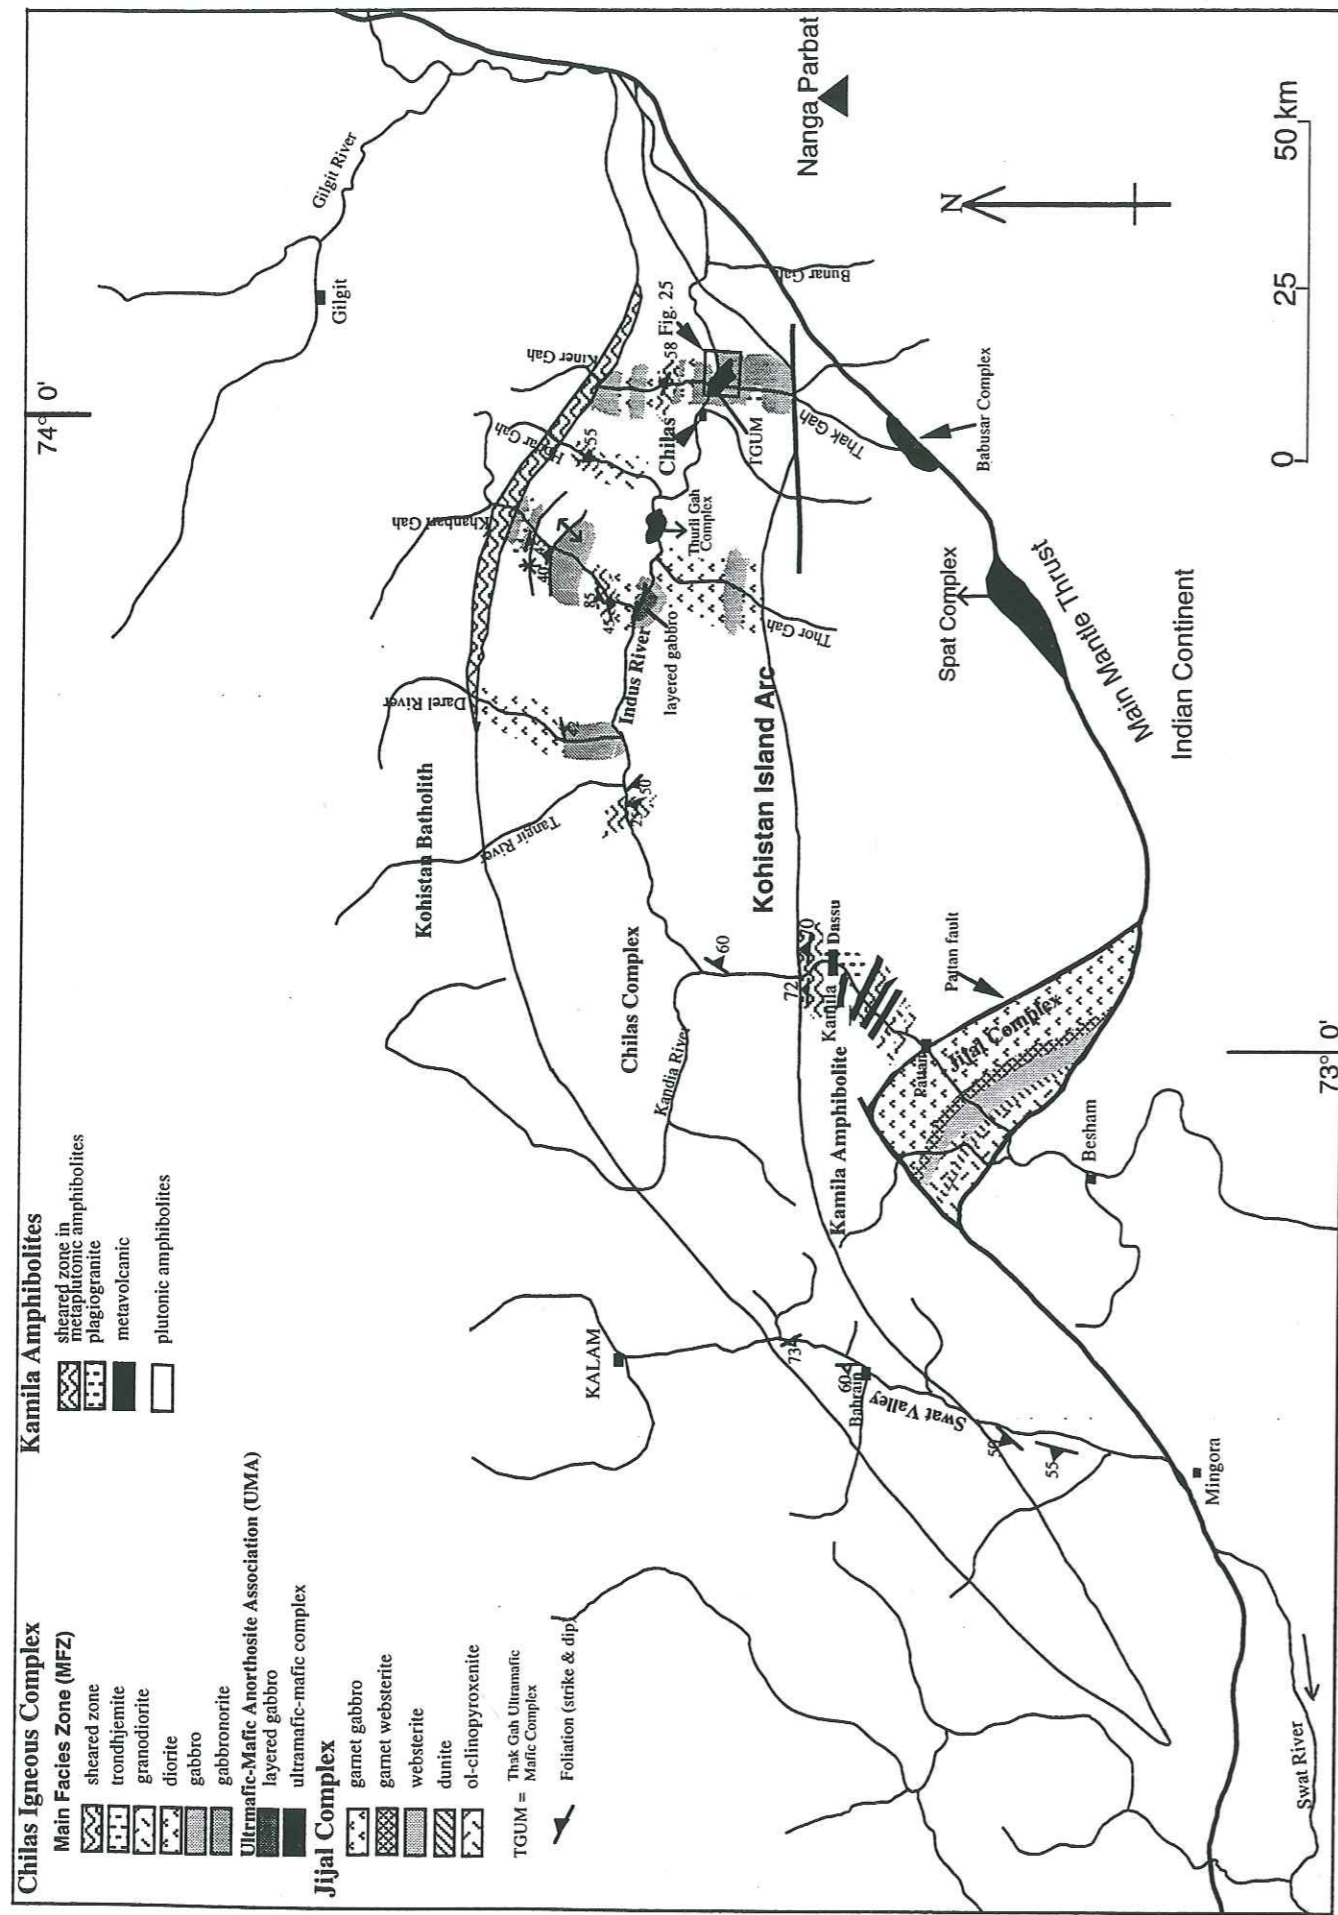 Chilas Igneous Complex
Main Facies Zone (MFZ)
sheared zone
trondhjemite
granodiorite
diorite
gabbro
gabbronorite
Ultrmafic-Mafic Anorthosite Association (UMA)
layered gabbro
ultramafic-mafic complex
Jijal Complex
garnet gabbro
garnet websterite
websterite
dunite
ol-clinopyroxenite
TGUM = Thak Gah Ultramafic
Mafic Complex
Foliation (strike & dip)
Kamila Amphibolites
sheared zone in
metaplutonic amphibolites
plagiogranite
metavolcanic
plutonic amphibolites
74° 0'
Gilgit River
Gilgit
Nanga Parbat
N
0 25 50 km
Kiner Gah
Hodar Gah
Khanbari Gah
Darel River
Tangir River
Kohistan Batholith
55
58
Fig. 25
Bunar Gah
Chilas
TGUM
Thak Gah
Babusar Complex
Thurli Gah
Complex
40
85
45
Indus River
layered gabbro
Thor Gah
Spat Complex
Main Mantle Thrust
Indian Continent
50
25
Kohistan Island Arc
Chilas Complex
60
Kandia River
70
72
Dassu
Kamila
Kamila Amphibolite
Pattan fault
Pattan
Jijal Complex
Besham
73° 0'
KALAM
73
60
Bahrain
Swat Valley
50
55
Mingora
Swat River